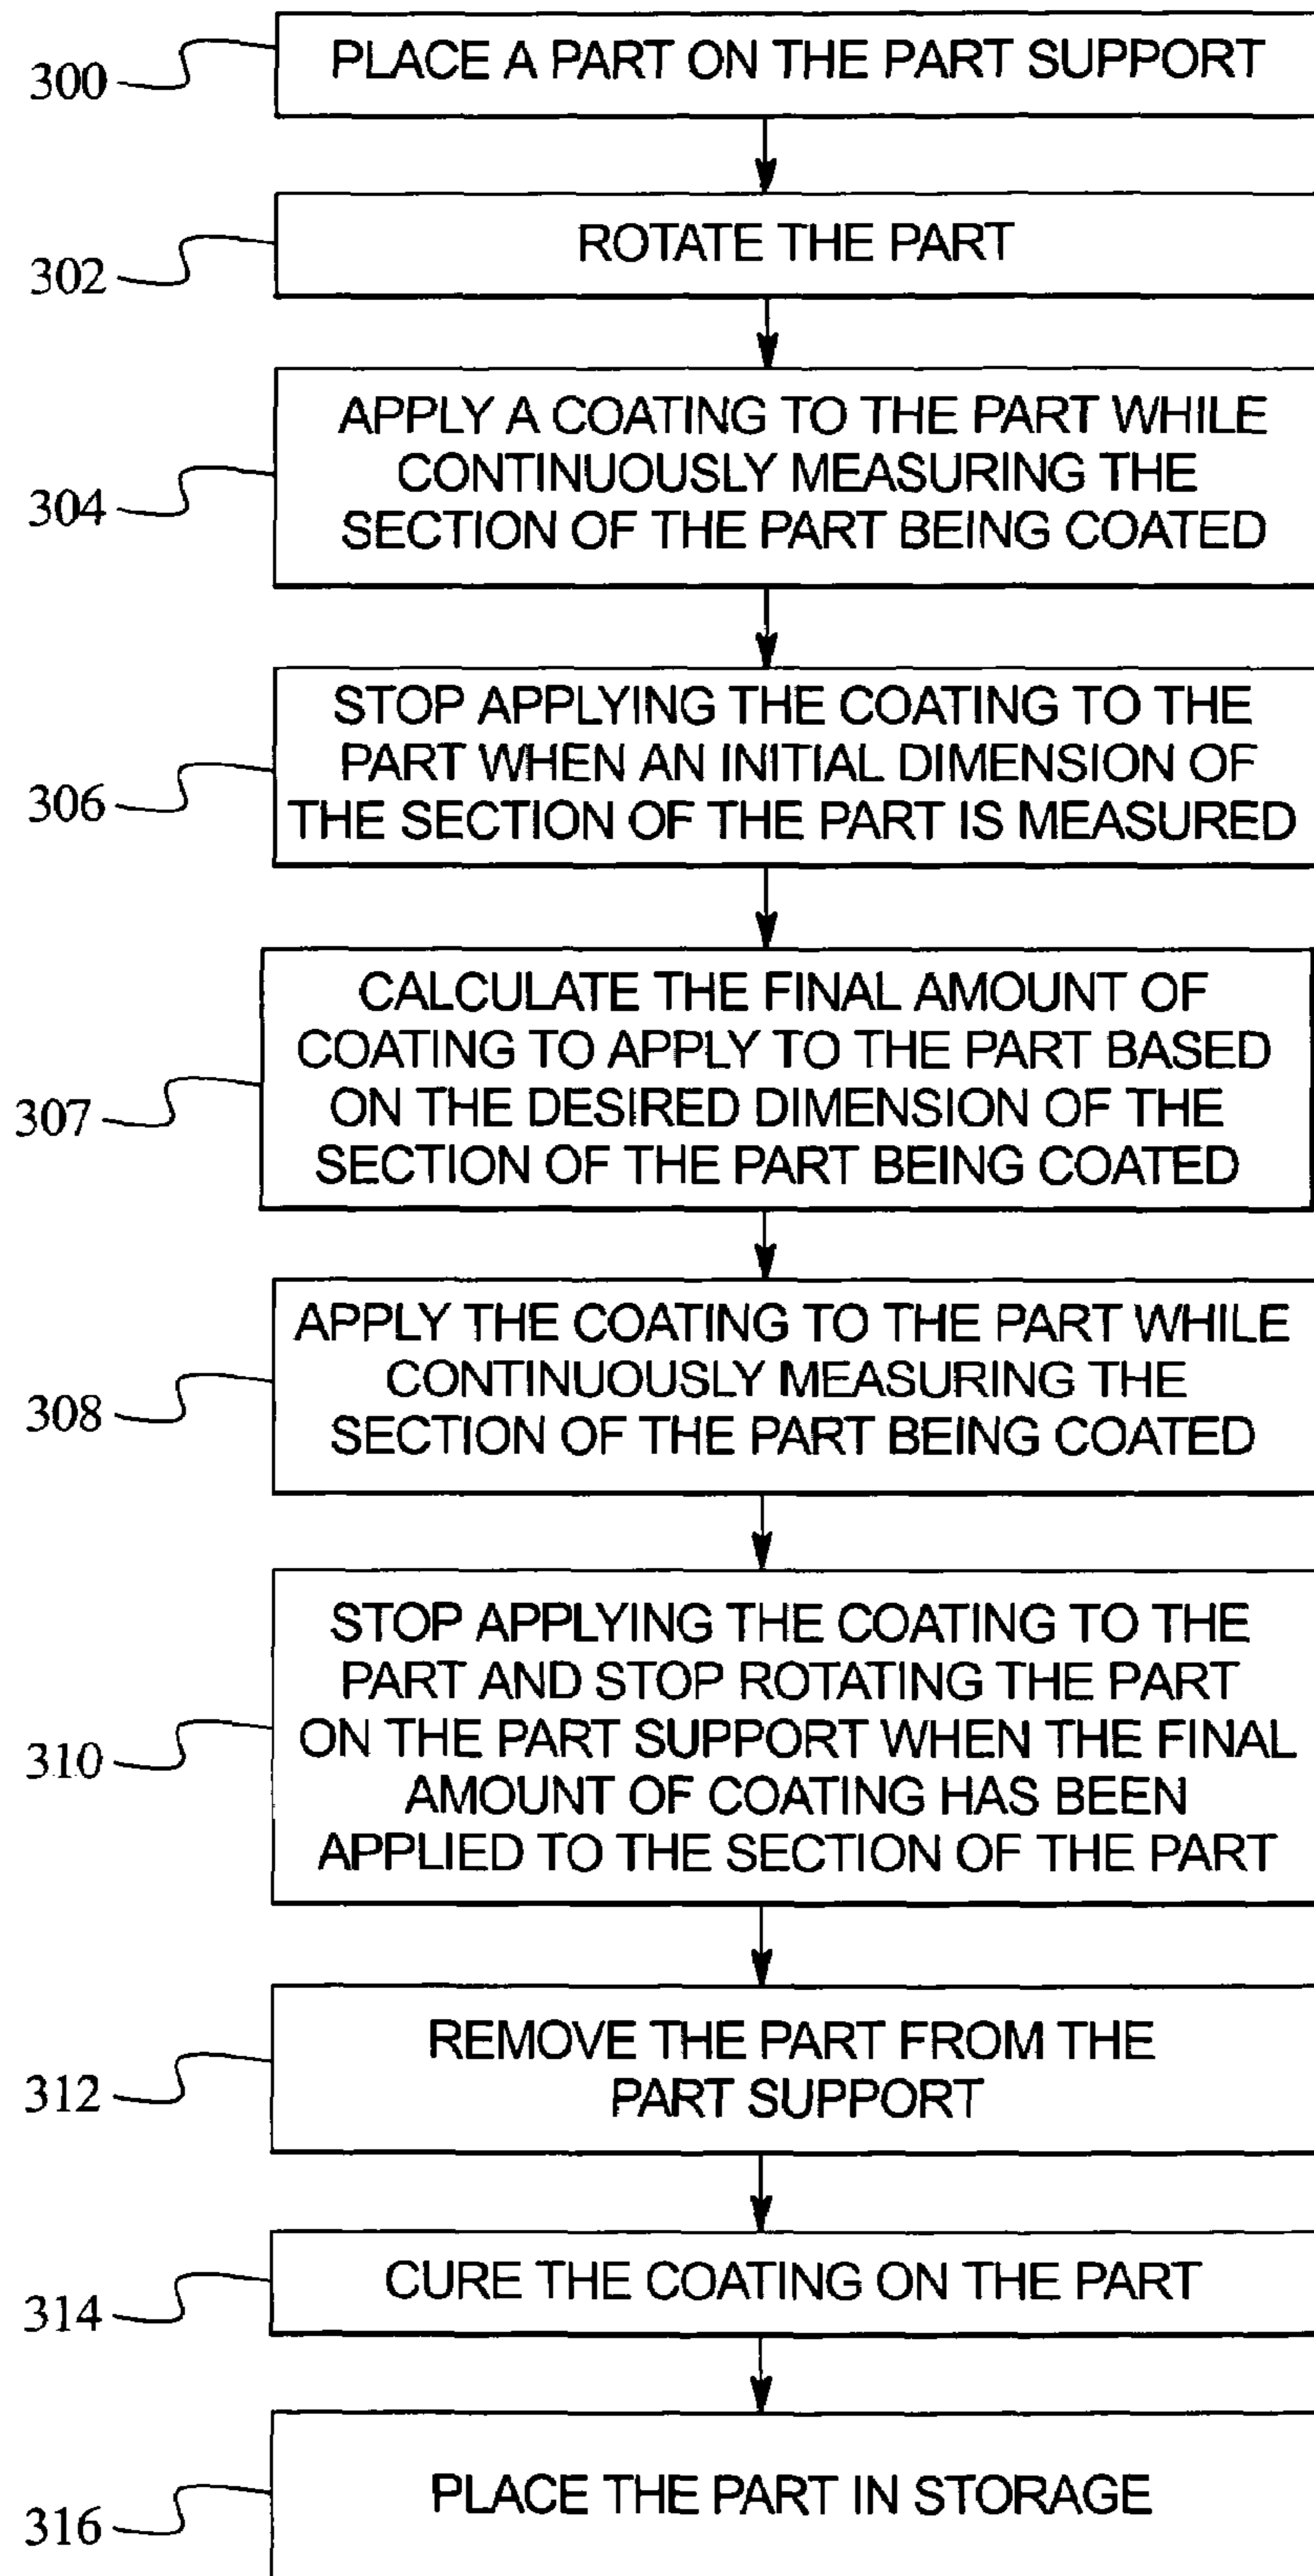 300
PLACE A PART ON THE PART SUPPORT
302
ROTATE THE PART
304
APPLY A COATING TO THE PART WHILE
CONTINUOUSLY MEASURING THE
SECTION OF THE PART BEING COATED
306
STOP APPLYING THE COATING TO THE
PART WHEN AN INITIAL DIMENSION OF
THE SECTION OF THE PART IS MEASURED
307
CALCULATE THE FINAL AMOUNT OF
COATING TO APPLY TO THE PART BASED
ON THE DESIRED DIMENSION OF THE
SECTION OF THE PART BEING COATED
308
APPLY THE COATING TO THE PART WHILE
CONTINUOUSLY MEASURING THE
SECTION OF THE PART BEING COATED
310
STOP APPLYING THE COATING TO THE
PART AND STOP ROTATING THE PART
ON THE PART SUPPORT WHEN THE FINAL
AMOUNT OF COATING HAS BEEN
APPLIED TO THE SECTION OF THE PART
312
REMOVE THE PART FROM THE
PART SUPPORT
314
CURE THE COATING ON THE PART
316
PLACE THE PART IN STORAGE